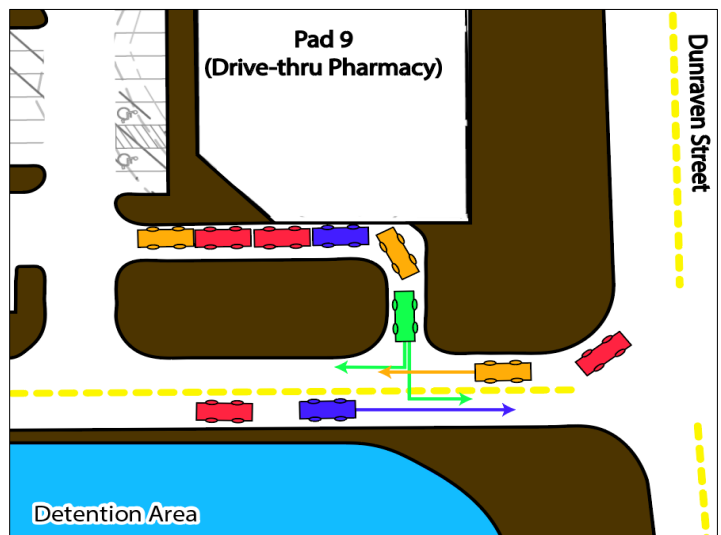 Pad 9
(Drive-thru Pharmacy)
Dunraven Street
Detention Area